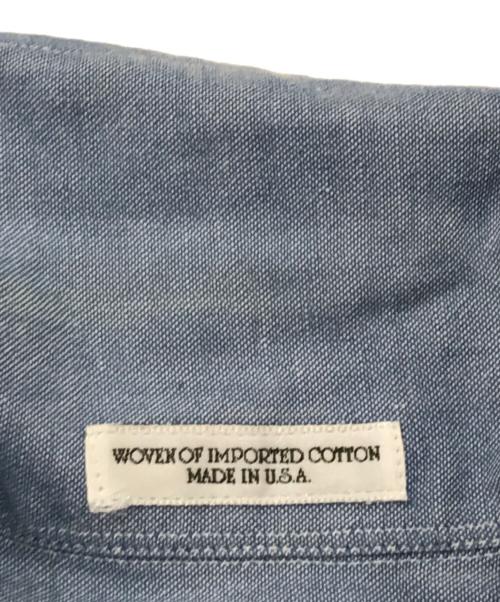 WOVEN OF IMPORTED COTTON
MADE IN U.S.A.